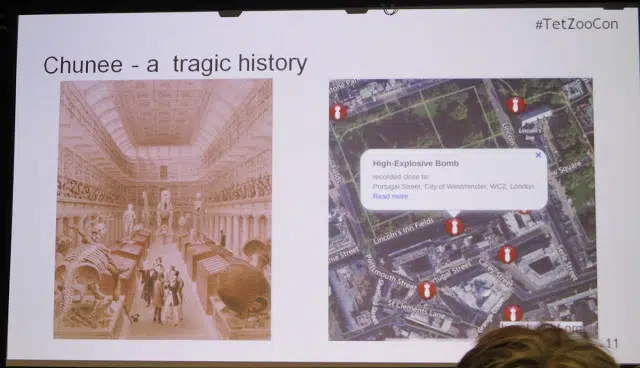 #TetZooCon
Chunee - a tragic history
Lincoln's
Inn
High-Explosive Bomb
recorded close to:
Portugal Street, City of Westminster, WC2, London
Read more
Lincoln's Inn Fields
Portugal Street
Carey Street
St Clements Lane
11